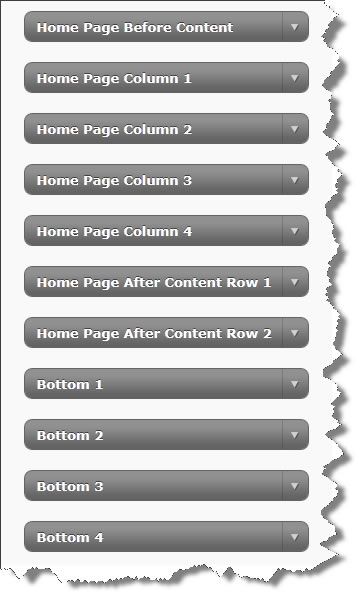 Home Page Before Content
Home Page Column 1
Home Page Column 2
Home Page Column 3
Home Page Column 4
Home Page After Content Row 1
Home Page After Content Row 2
Bottom 1
Bottom 2
Bottom 3
Bottom 4